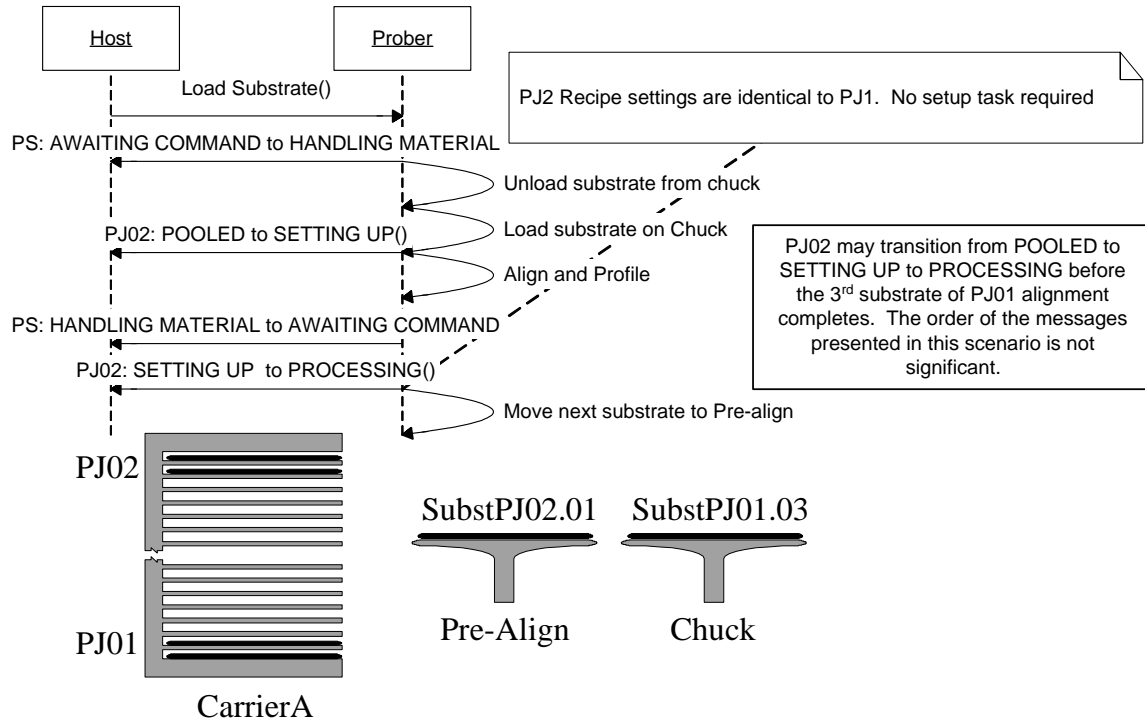 Host
Prober
Load Substrate()
PJ2 Recipe settings are identical to PJ1.  No setup task required
PS: AWAITING COMMAND to HANDLING MATERIAL
Unload substrate from chuck
PJ02: POOLED to SETTING UP()
Load substrate on Chuck
Align and Profile
PJ02 may transition from POOLED to
SETTING UP to PROCESSING before
the 3rd substrate of PJ01 alignment
completes.  The order of the messages
presented in this scenario is not
significant.
PS: HANDLING MATERIAL to AWAITING COMMAND
PJ02: SETTING UP  to PROCESSING()
Move next substrate to Pre-align
PJ02
SubstPJ02.01
SubstPJ01.03
PJ01
Pre-Align
Chuck
CarrierA